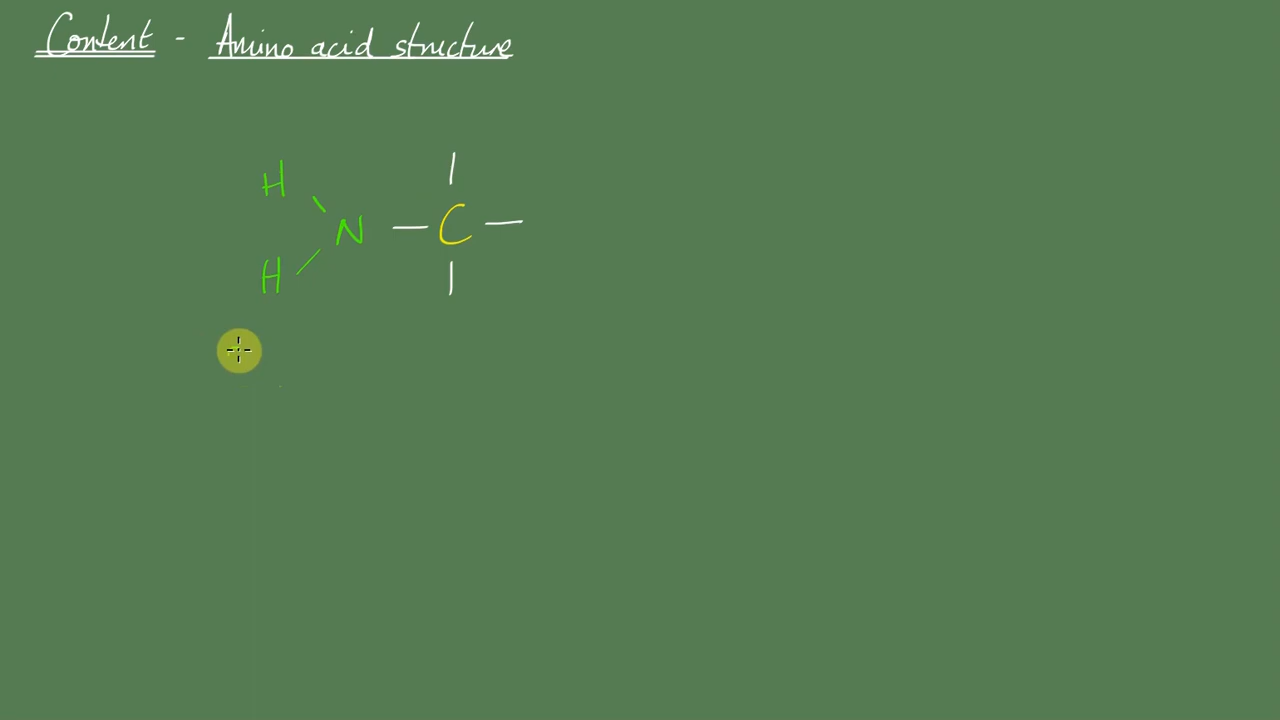 Content - Amino acid structure
H
N - C -
H